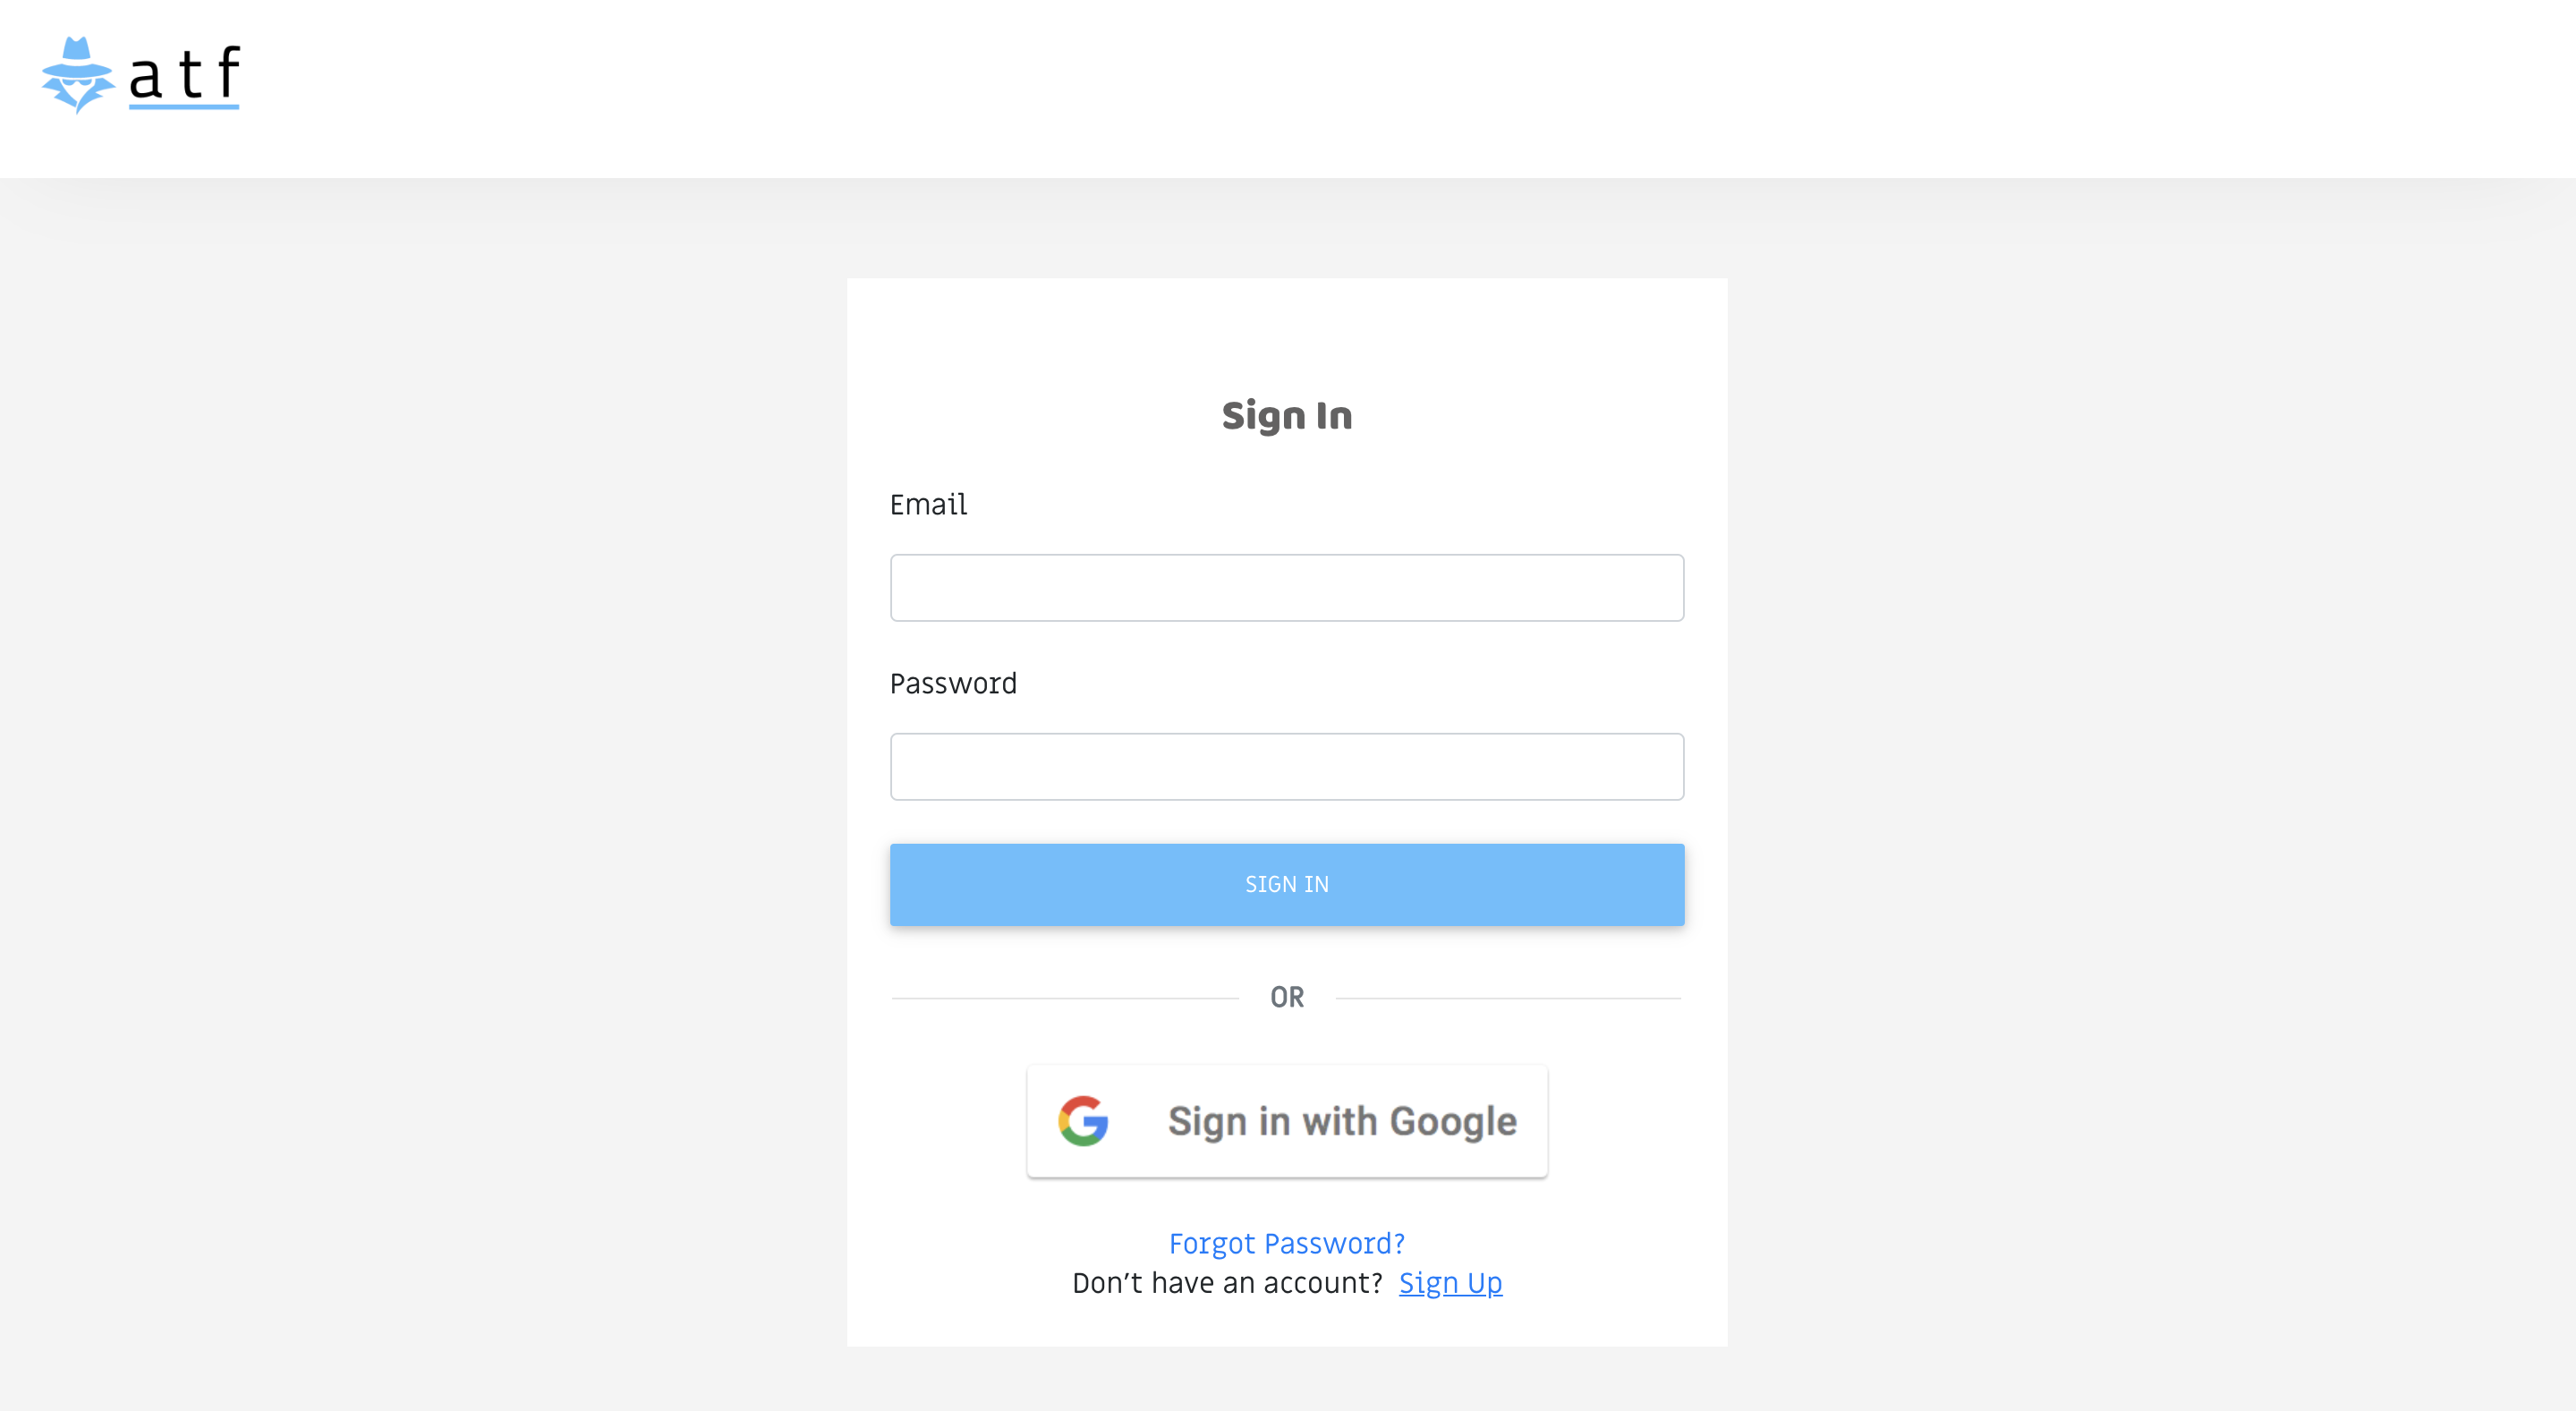 atf
Sign In
Email
Password
SIGN IN
OR
Sign in with Google
Forgot Password?
Don't have an account? Sign Up